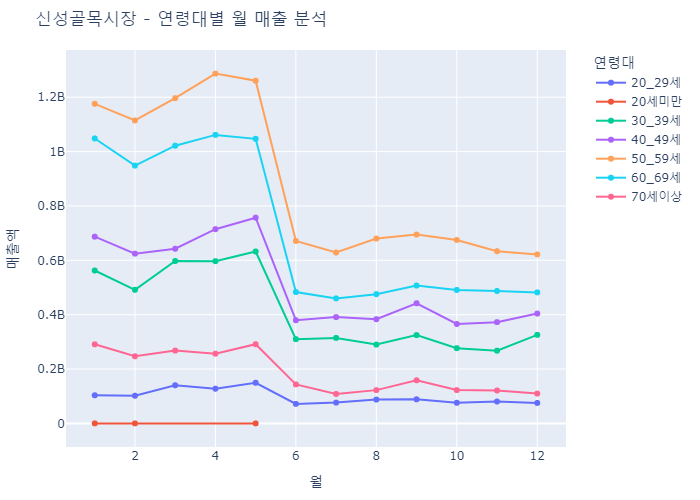 신성골목시장 - 연령대별 월 매출 분석
연령대
20_29세
20세미만
30_39세
40_49세
50_59세
60_69세
70세이상
매출액
1.2B
1B
0.8B
0.6B
0.4B
0.2B
0
2 4 6 8 10 12
월